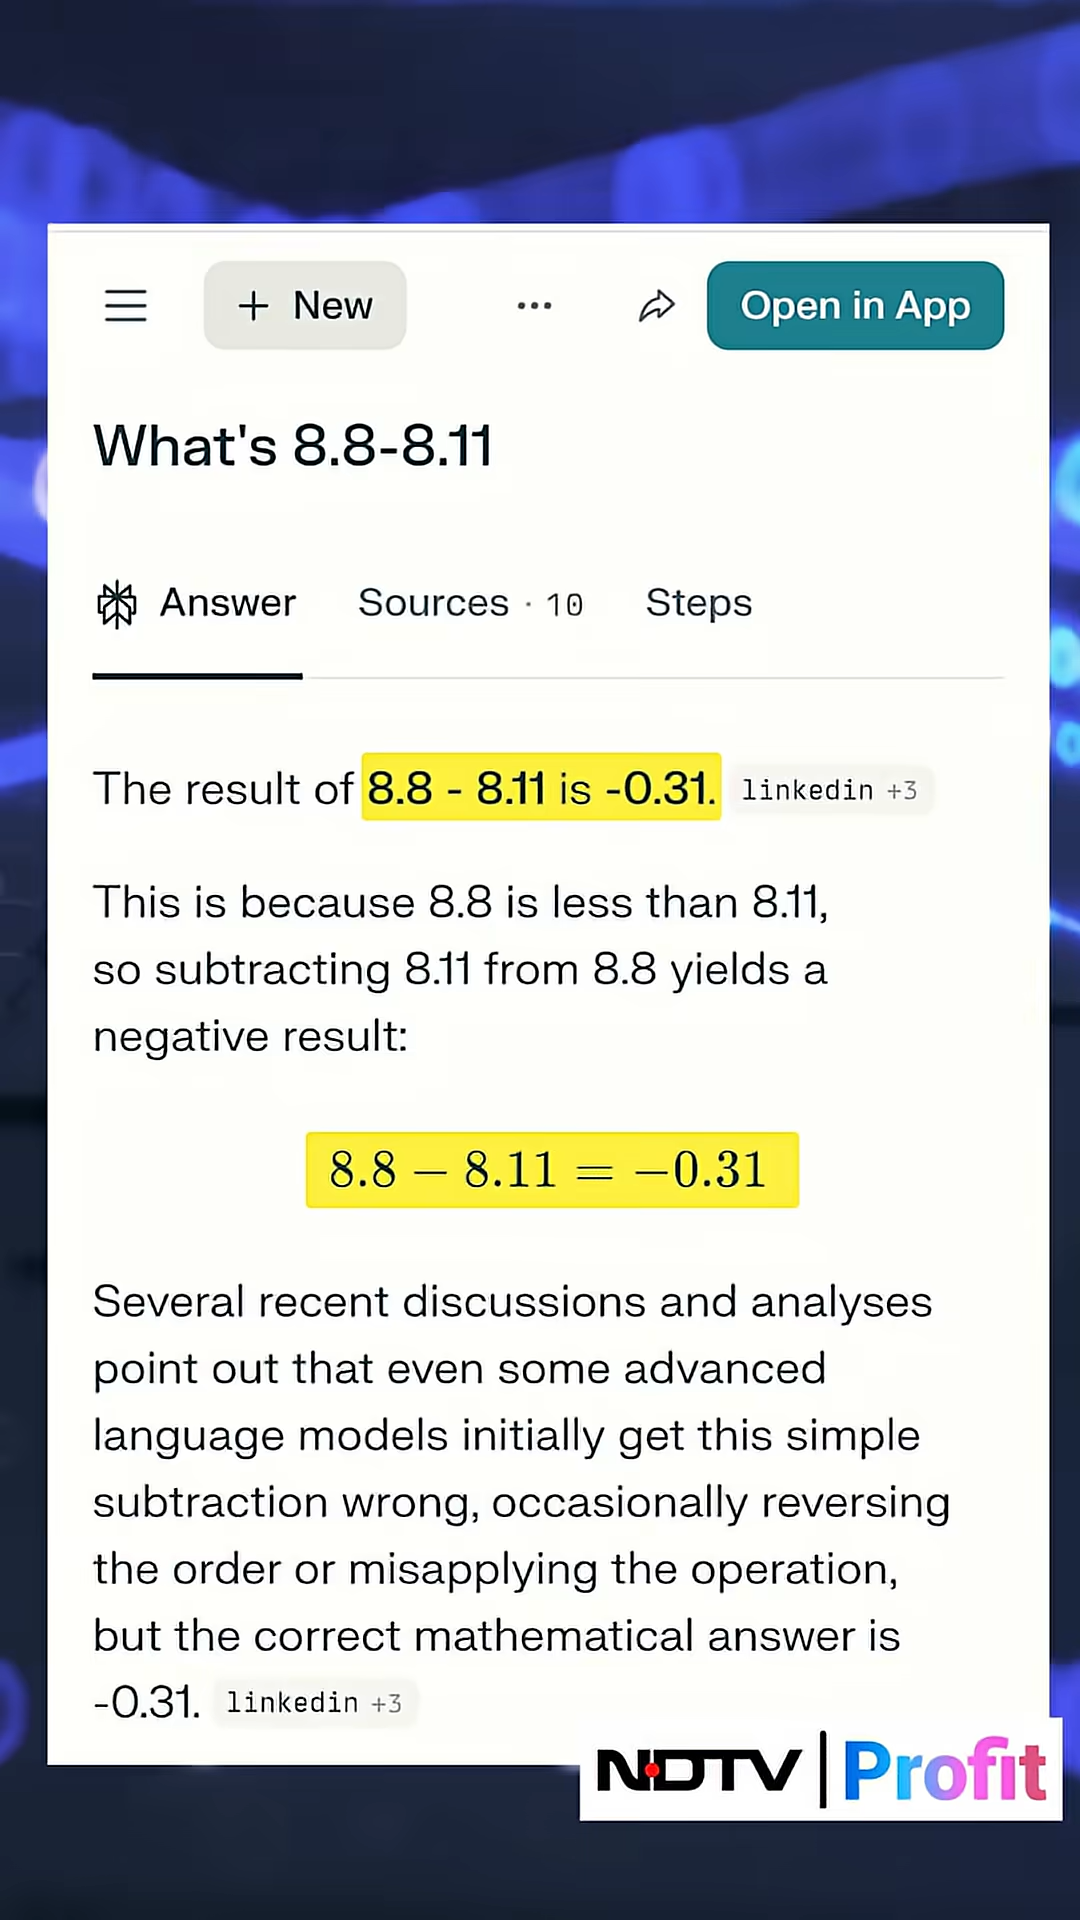 + New
Open in App
What's 8.8-8.11
Answer
Sources · 10
Steps
The result of 8.8 - 8.11 is -0.31. linkedin +3
This is because 8.8 is less than 8.11,
so subtracting 8.11 from 8.8 yields a
negative result:
8.8 − 8.11 = −0.31
Several recent discussions and analyses
point out that even some advanced
language models initially get this simple
subtraction wrong, occasionally reversing
the order or misapplying the operation,
but the correct mathematical answer is
-0.31. linkedin +3
NDTV | Profit